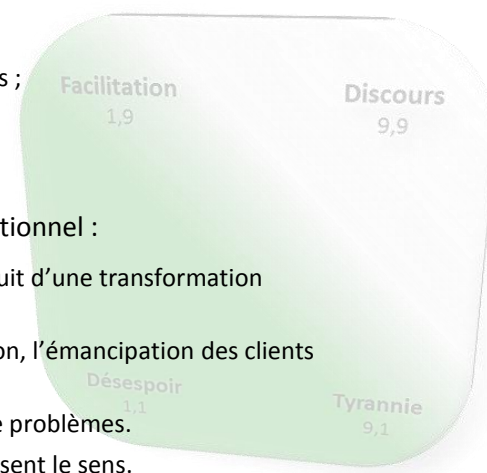 s ;
Facilitation
1,9
Discours
9,9
tionnel :
uit d’une transformation
on, l’émancipation des clients
Désespoir
1,1
Tyrannie
9,1
e problèmes.
sent le sens.